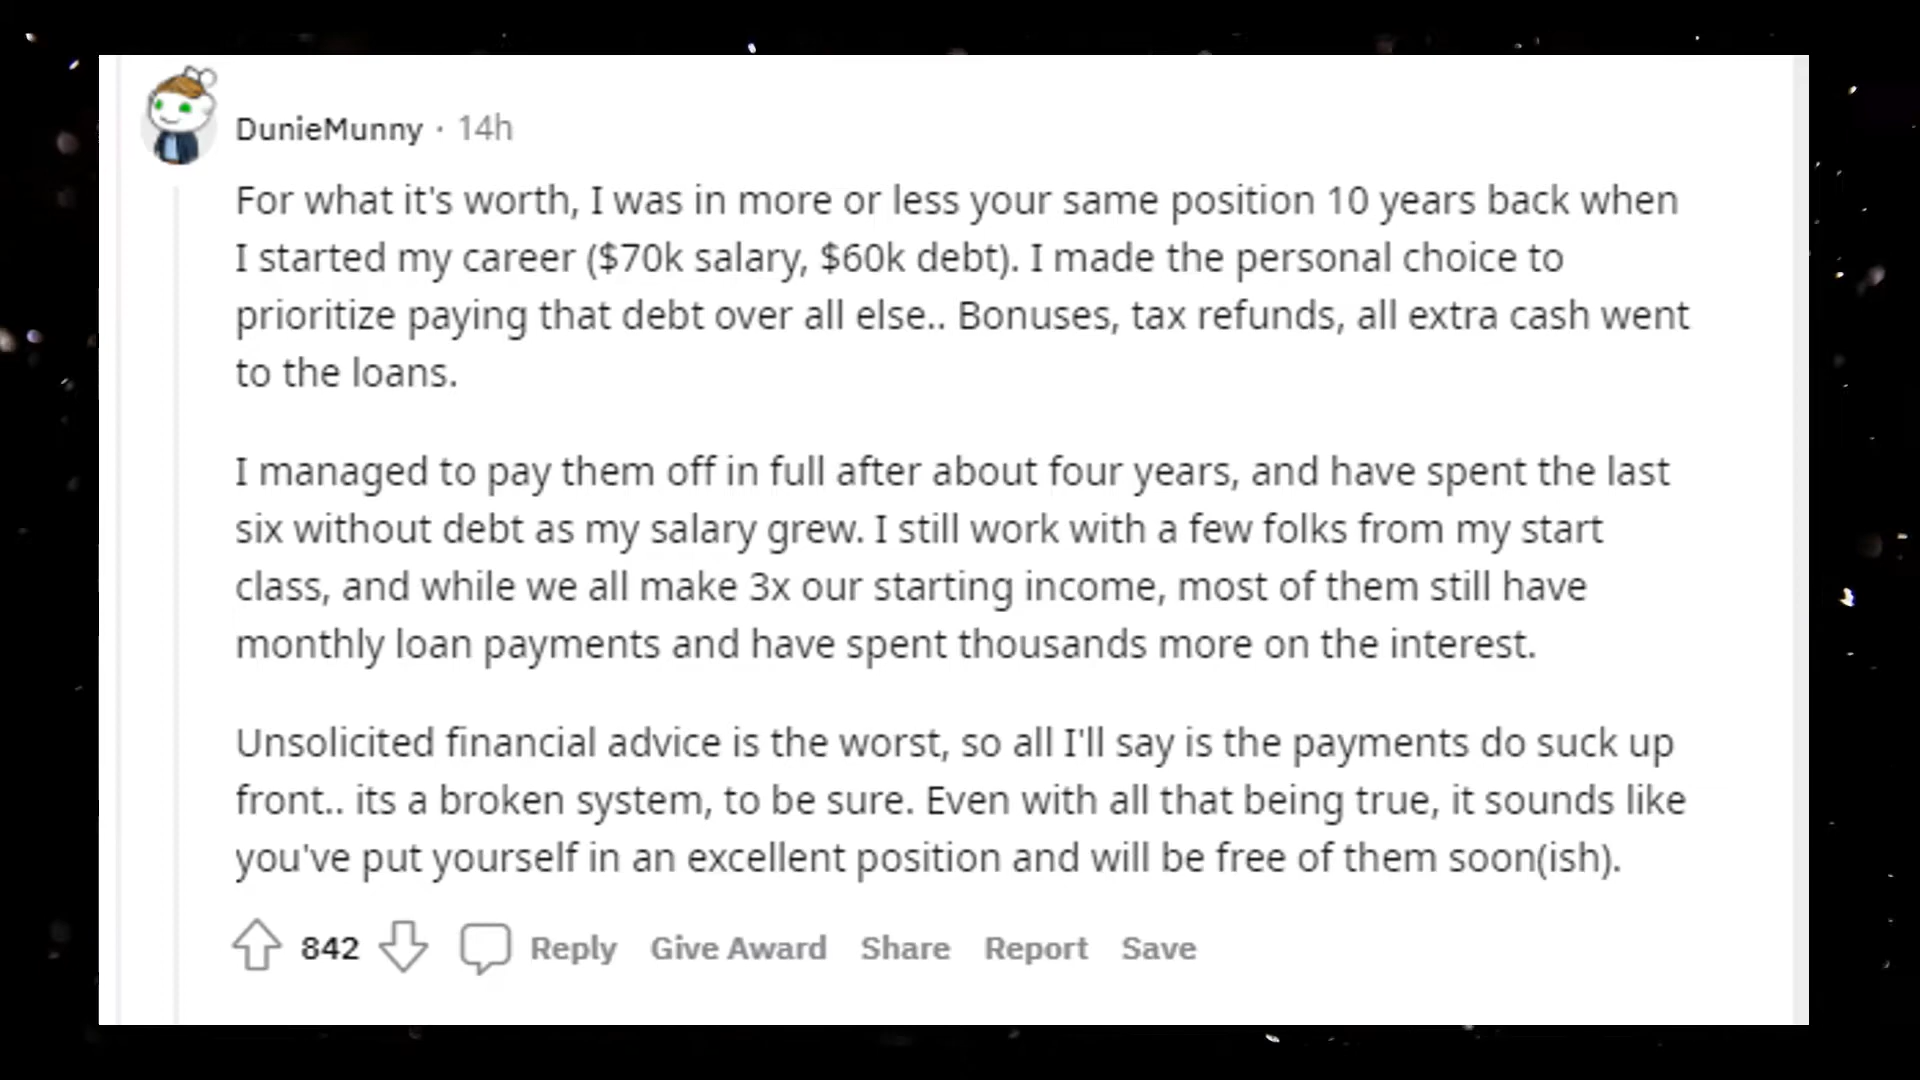 DunieMunny · 14h
For what it's worth, I was in more or less your same position 10 years back when
I started my career ($70k salary, $60k debt). I made the personal choice to
prioritize paying that debt over all else.. Bonuses, tax refunds, all extra cash went
to the loans.
I managed to pay them off in full after about four years, and have spent the last
six without debt as my salary grew. I still work with a few folks from my start
class, and while we all make 3x our starting income, most of them still have
monthly loan payments and have spent thousands more on the interest.
Unsolicited financial advice is the worst, so all I'll say is the payments do suck up
front.. its a broken system, to be sure. Even with all that being true, it sounds like
you've put yourself in an excellent position and will be free of them soon(ish).
842 Reply Give Award Share Report Save